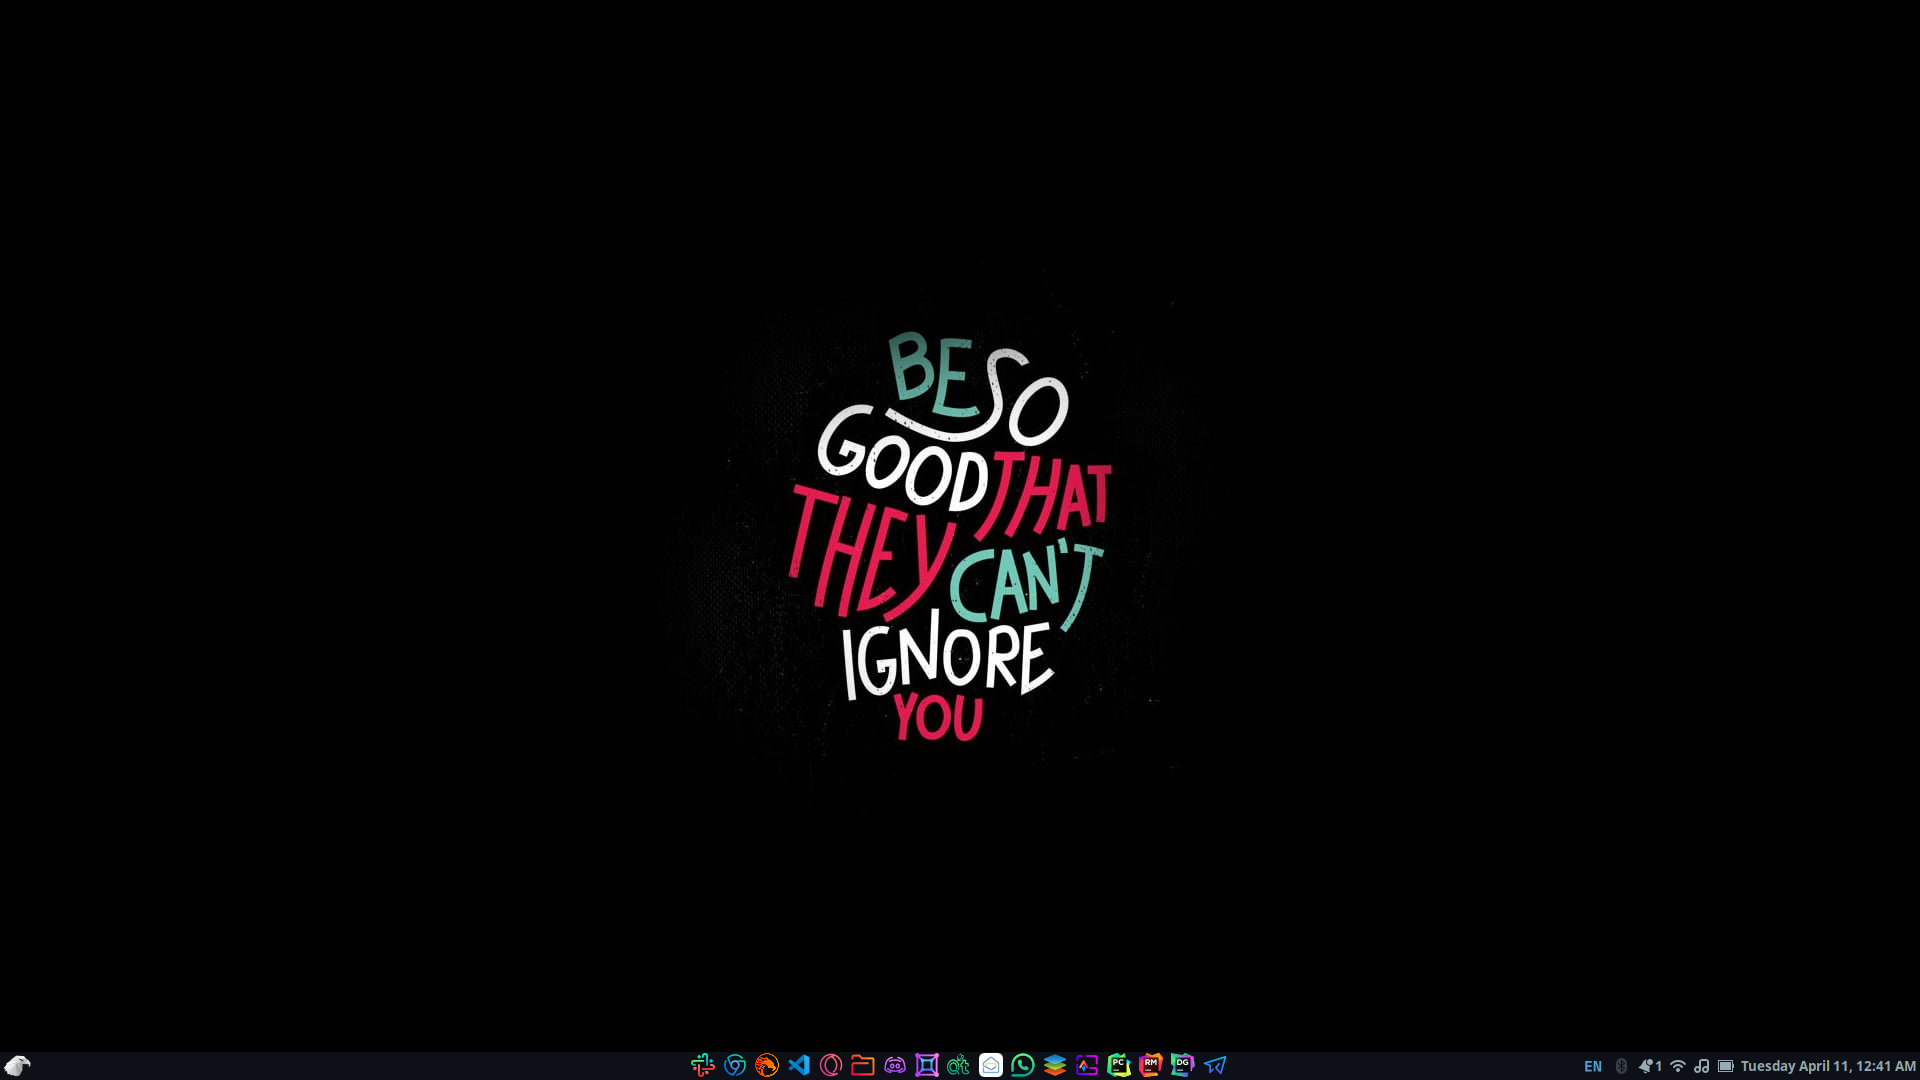 BE SO
GOOD THAT
THEY CAN'T
IGNORE
YOU
qt
PC
RM
DG
EN
1
Tuesday April 11, 12:41 AM